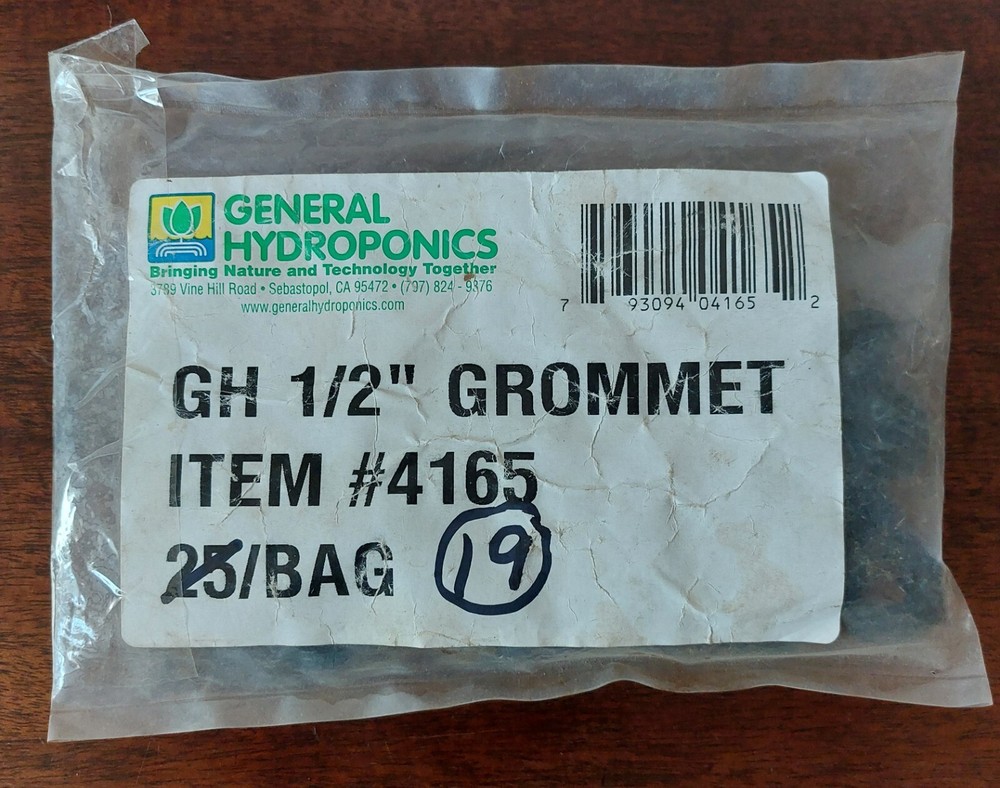 GENERAL
HYDROPONICS
Bringing Nature and Technology Together
3789 Vine Hill Road • Sebastopol, CA 95472 • (707) 824 - 9376
www.generalhydroponics.com
7 93094 04165 2
GH 1/2" GROMMET
ITEM #4165
25/BAG 19